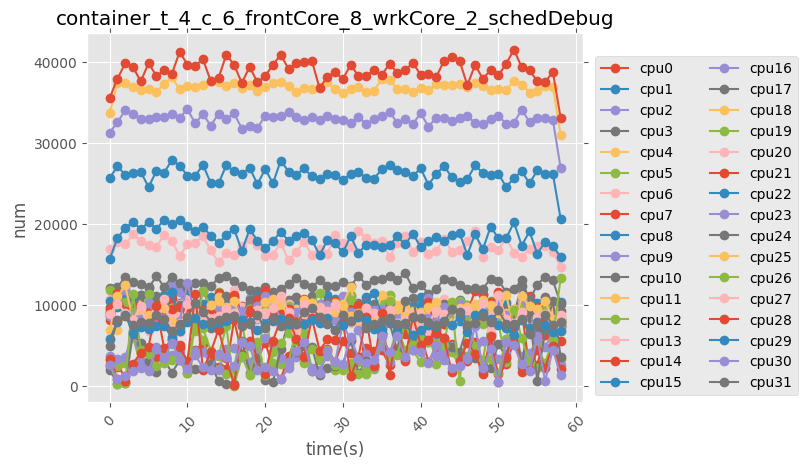 container_t_4_c_6_frontCore_8_wrkCore_2_schedDebug
num
40000
30000
20000
10000
0
0
10
20
30
40
50
60
time(s)
cpu0
cpu1
cpu2
cpu3
cpu4
cpu5
cpu6
cpu7
cpu8
cpu9
cpu10
cpu11
cpu12
cpu13
cpu14
cpu15
cpu16
cpu17
cpu18
cpu19
cpu20
cpu21
cpu22
cpu23
cpu24
cpu25
cpu26
cpu27
cpu28
cpu29
cpu30
cpu31